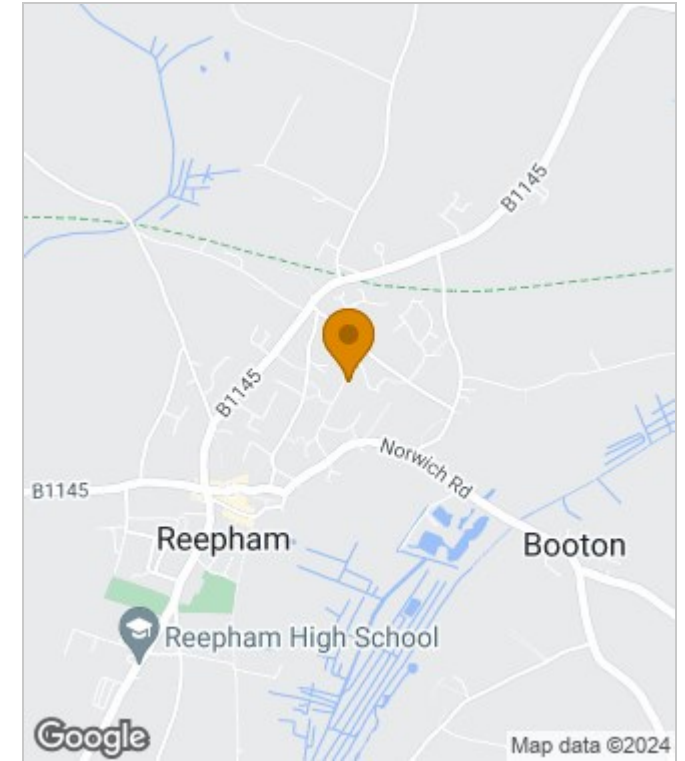 B1145
B1145
B1145
Norwich Rd
Reepham
Booton
Reepham High School
Google
Map data ©2024